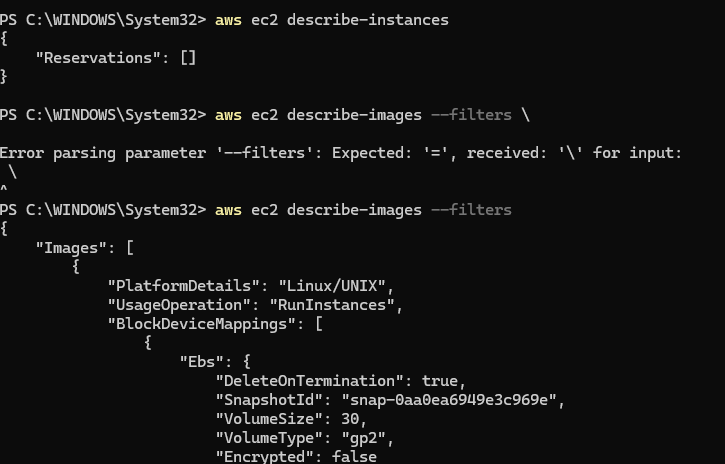 PS C:\WINDOWS\System32> aws ec2 describe-instances
{
    "Reservations": []
}
PS C:\WINDOWS\System32> aws ec2 describe-images --filters \
Error parsing parameter '--filters': Expected: '=', received: '\' for input:
 \
^
PS C:\WINDOWS\System32> aws ec2 describe-images --filters
{
    "Images": [
        {
            "PlatformDetails": "Linux/UNIX",
            "UsageOperation": "RunInstances",
            "BlockDeviceMappings": [
                {
                    "Ebs": {
                        "DeleteOnTermination": true,
                        "SnapshotId": "snap-0aa0ea6949e3c969e",
                        "VolumeSize": 30,
                        "VolumeType": "gp2",
                        "Encrypted": false